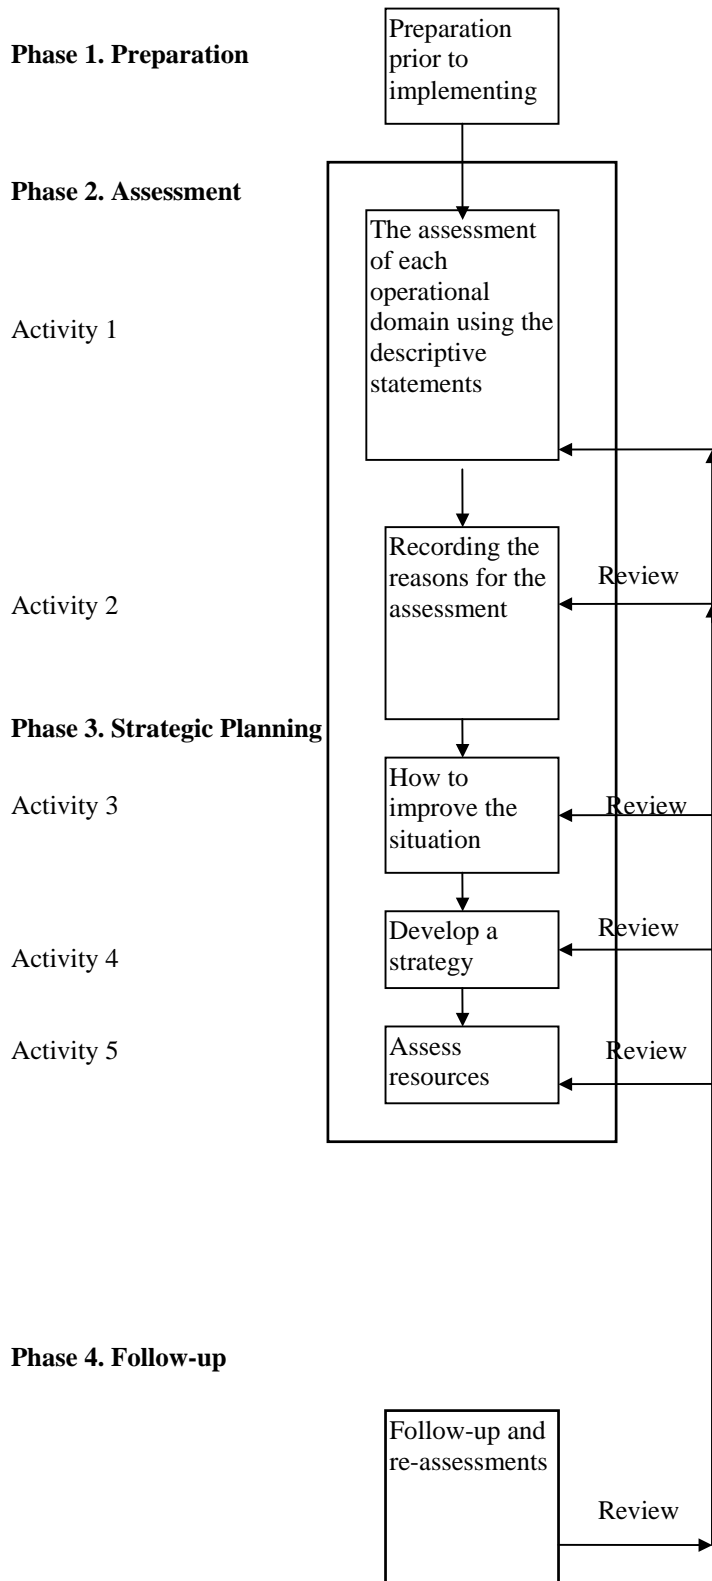 Phase 1. Preparation
Preparation
prior to
implementing
Phase 2. Assessment
Activity 1
The assessment
of each
operational
domain using the
descriptive
statements
Activity 2
Recording the
reasons for the
assessment
Review
Phase 3. Strategic Planning
Activity 3
How to
improve the
situation
Review
Activity 4
Develop a
strategy
Review
Activity 5
Assess
resources
Review
Phase 4. Follow-up
Follow-up and
re-assessments
Review